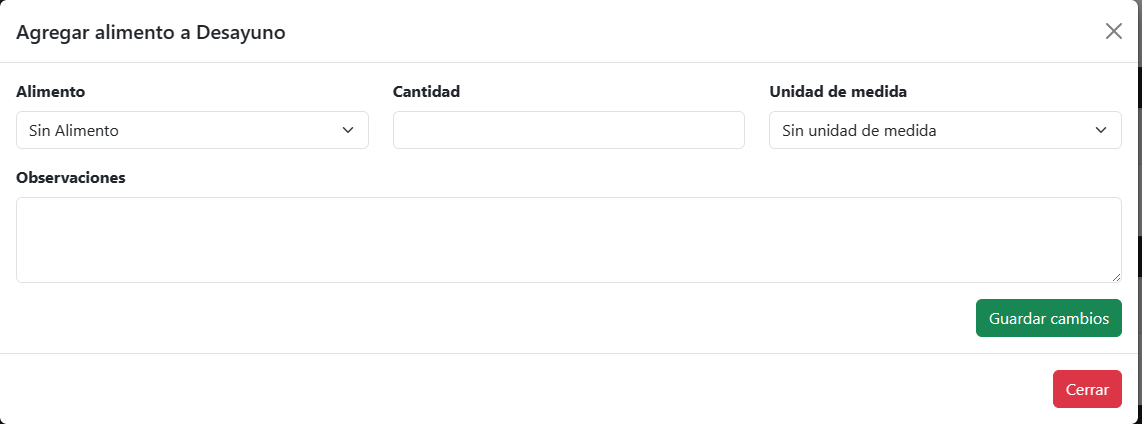 Agregar alimento a Desayuno
Alimento
Cantidad
Unidad de medida
Sin Alimento
Sin unidad de medida
Observaciones
Guardar cambios
Cerrar